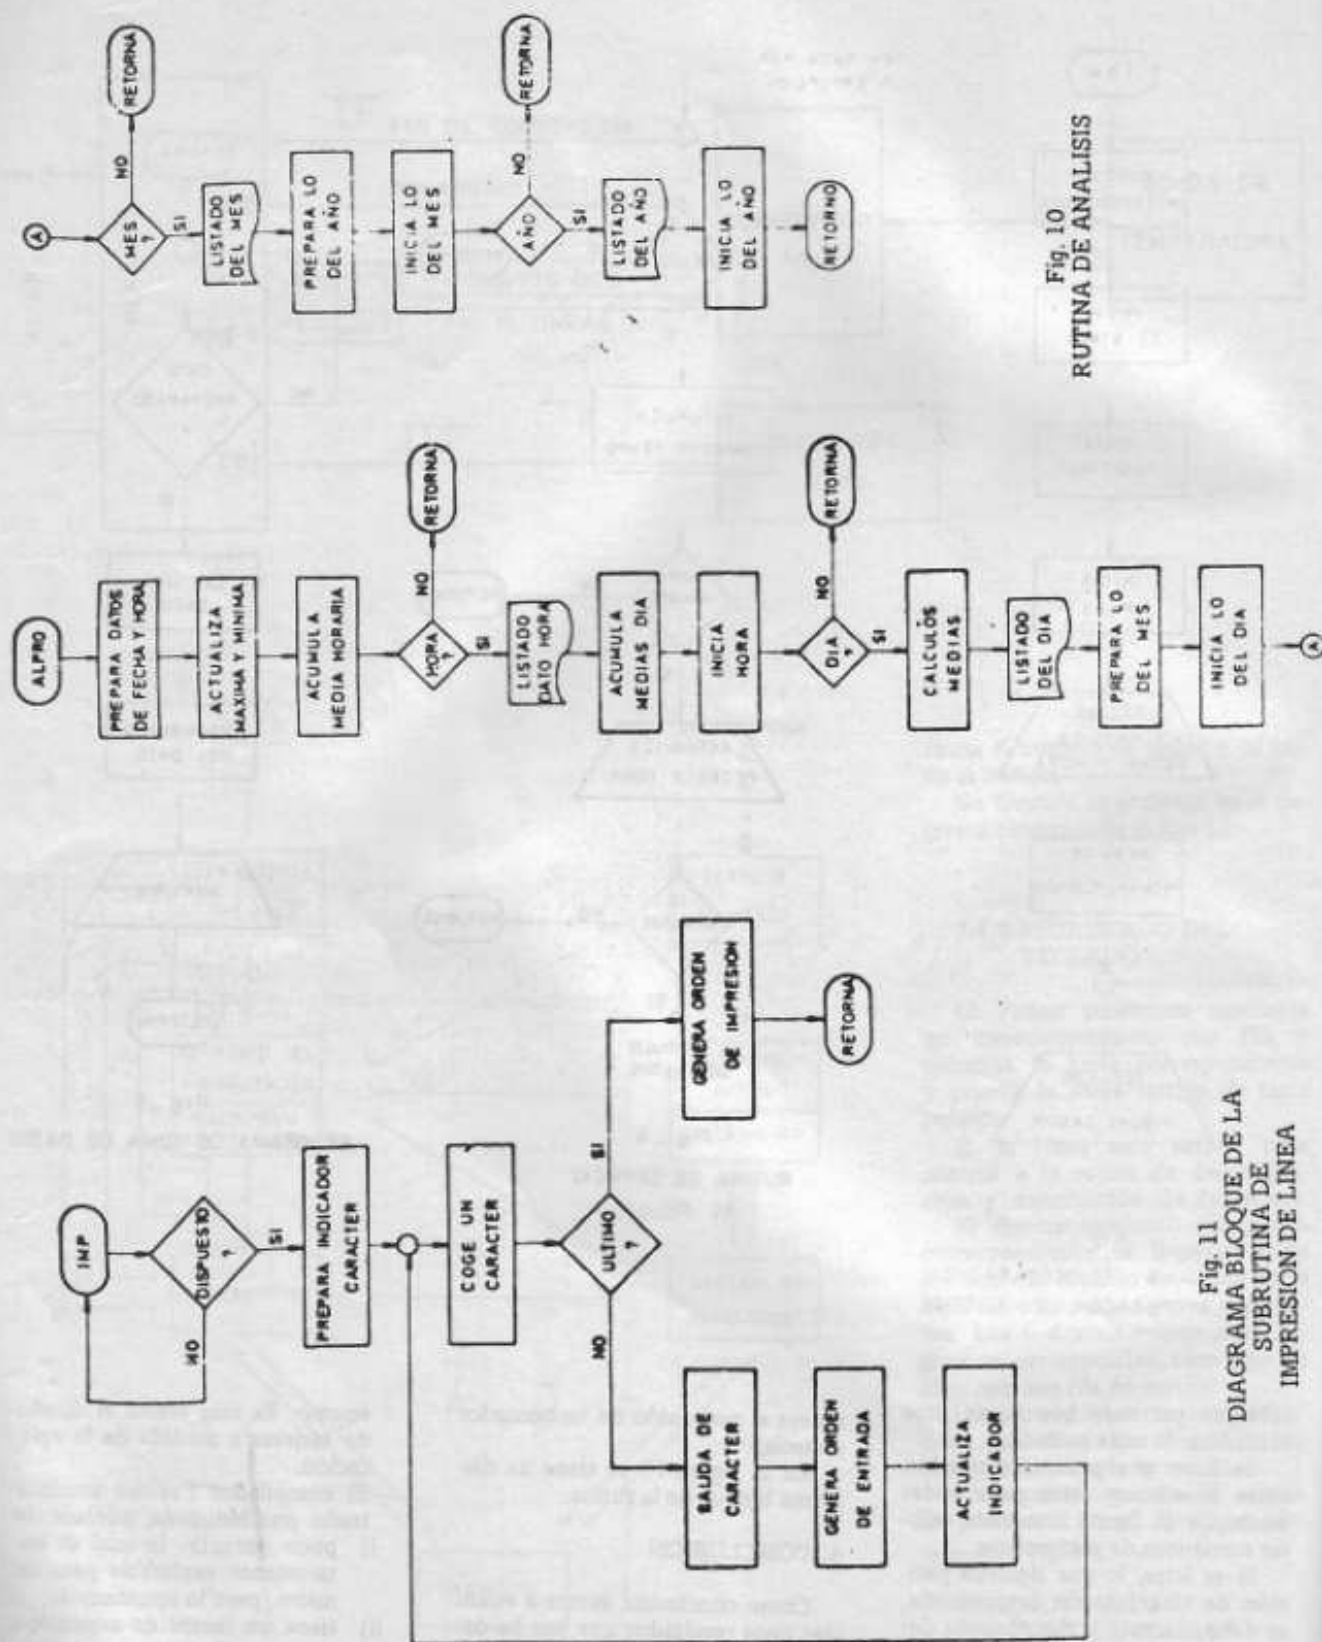 IMP
DISPUESTO
?
NO
SI
PREPARA INDICADOR
CARACTER
COGE UN
CARACTER
ULTIMO
?
NO
SI
SALIDA DE
CARACTER
GENERA ORDEN
DE ENTRADA
ACTUALIZA
INDICADOR
GENERA ORDEN
DE IMPRESION
RETORNA
Fig. 11
DIAGRAMA BLOQUE DE LA
SUBRUTINA DE
IMPRESION DE LINEA
ALPRO
PREPARA DATOS
DE FECHA Y HORA
ACTUALIZA
MAXIMA Y MINIMA
ACUMULA
MEDIA HORARIA
HORA
?
NO
RETORNA
SI
LISTADO
DATO HORA
ACUMULA
MEDIAS DIA
INICIA
HORA
DIA
?
NO
RETORNA
SI
CALCULOS
MEDIAS
LISTADO
DEL DIA
PREPARA LO
DEL MES
INICIA LO
DEL DIA
A
A
MES
?
NO
RETORNA
SI
LISTADO
DEL MES
PREPARA LO
DEL AÑO
INICIA LO
DEL MES
AÑO
?
NO
RETORNA
SI
LISTADO
DEL AÑO
INICIA LO
DEL AÑO
RETORNO
Fig. 10
RUTINA DE ANALISIS